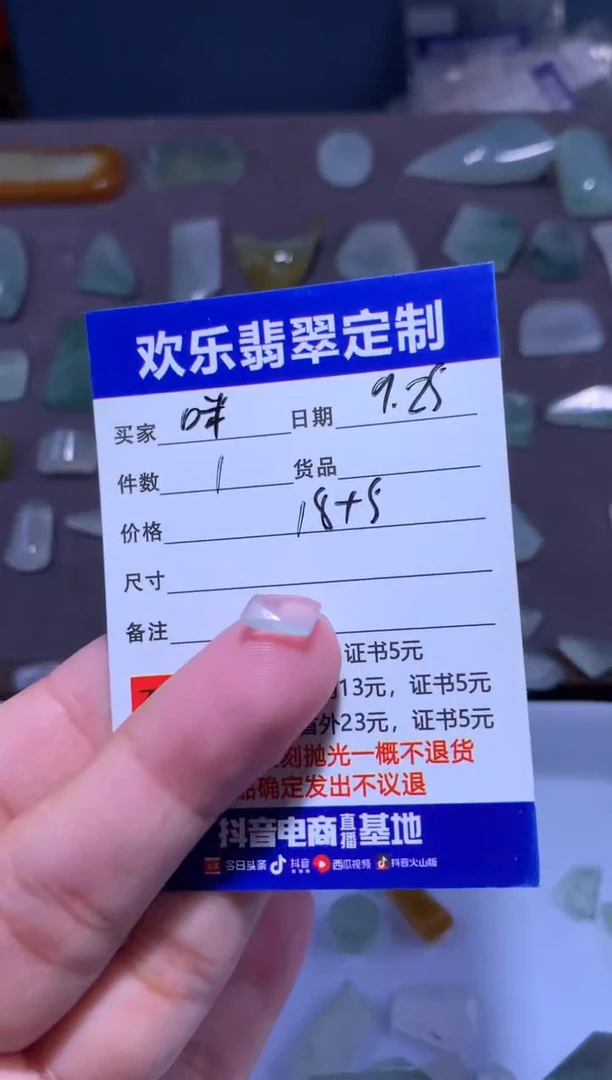 欢乐翡翠定制
买家 咩 日期 9.25
件数 1 货品
价格 18+5
尺寸
备注
证书5元
13元，证书5元
省外23元，证书5元
刻抛光一概不退货
品确定发出不议退
抖音电商直播基地
今日头条 抖音 西瓜视频 抖音火山版